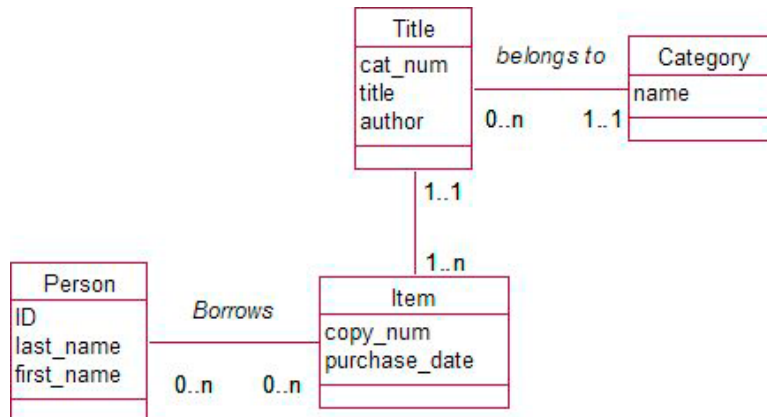 Title
cat_num
title
author
belongs to
0..n
1..1
Category
name
1..1
1..n
Person
ID
last_name
first_name
Borrows
0..n
0..n
Item
copy_num
purchase_date